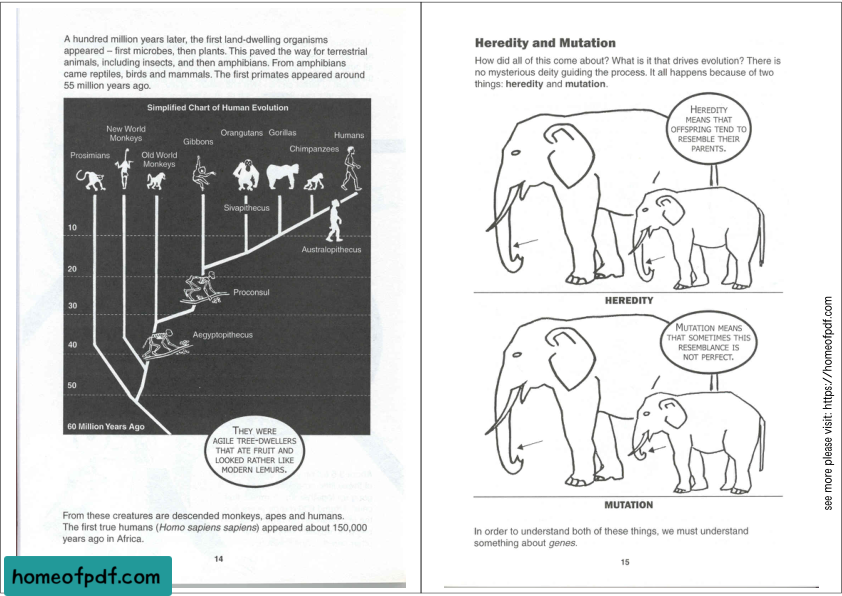 A hundred million years later, the first land-dwelling organisms
appeared – first microbes, then plants. This paved the way for terrestrial
animals, including insects, and then amphibians. From amphibians
came reptiles, birds and mammals. The first primates appeared around
55 million years ago.
Simplified Chart of Human Evolution
Prosimians
New World
Monkeys
Old World
Monkeys
Gibbons
Orangutans
Gorillas
Chimpanzees
Humans
Sivapithecus
Australopithecus
10
20
Proconsul
30
Aegyptopithecus
40
50
60 Million Years Ago
THEY WERE
AGILE TREE-DWELLERS
THAT ATE FRUIT AND
LOOKED RATHER LIKE
MODERN LEMURS.
From these creatures are descended monkeys, apes and humans.
The first true humans (Homo sapiens sapiens) appeared about 150,000
years ago in Africa.
14
homeofpdf.com
Heredity and Mutation
How did all of this come about? What is it that drives evolution? There is
no mysterious deity guiding the process. It all happens because of two
things: heredity and mutation.
HEREDITY
MEANS THAT
OFFSPRING TEND TO
RESEMBLE THEIR
PARENTS.
HEREDITY
MUTATION MEANS
THAT SOMETIMES THIS
RESEMBLANCE IS
NOT PERFECT.
MUTATION
In order to understand both of these things, we must understand
something about genes.
15
see more please visit: https://homeofpdf.com